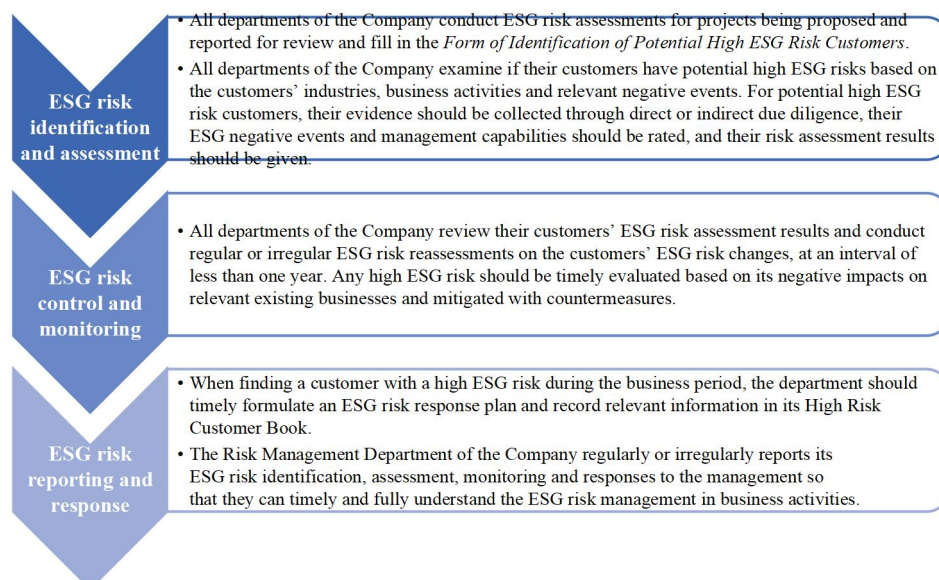 ESG risk
identification
and assessment
• All departments of the Company conduct ESG risk assessments for projects being proposed and
reported for review and fill in the Form of Identification of Potential High ESG Risk Customers.
• All departments of the Company examine if their customers have potential high ESG risks based on
the customers’ industries, business activities and relevant negative events. For potential high ESG
risk customers, their evidence should be collected through direct or indirect due diligence, their
ESG negative events and management capabilities should be rated, and their risk assessment results
should be given.
ESG risk
control and
monitoring
• All departments of the Company review their customers’ ESG risk assessment results and conduct
regular or irregular ESG risk reassessments on the customers’ ESG risk changes, at an interval of
less than one year. Any high ESG risk should be timely evaluated based on its negative impacts on
relevant existing businesses and mitigated with countermeasures.
ESG risk
reporting and
response
• When finding a customer with a high ESG risk during the business period, the department should
timely formulate an ESG risk response plan and record relevant information in its High Risk
Customer Book.
• The Risk Management Department of the Company regularly or irregularly reports its
ESG risk identification, assessment, monitoring and responses to the management so
that they can timely and fully understand the ESG risk management in business activities.